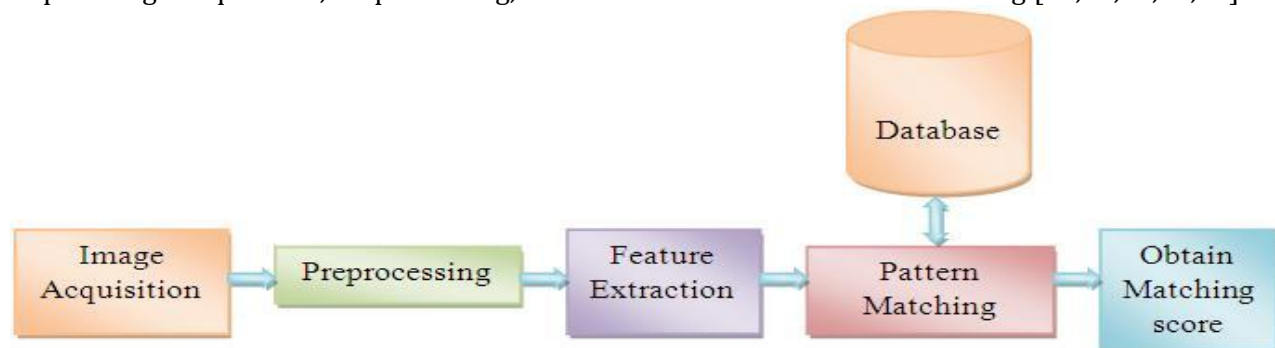 Database
Image
Acquisition
Preprocessing
Feature
Extraction
Pattern
Matching
Obtain
Matching
score